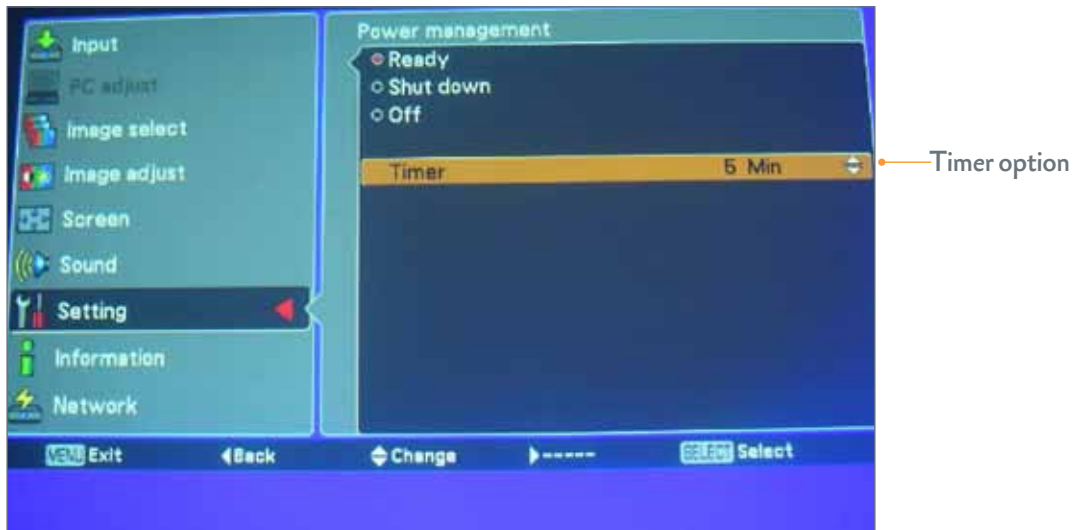 Input
PC adjust
Image select
Image adjust
Screen
Sound
Setting
Information
Network
Power management
Ready
Shut down
Off
Timer 5 Min
MENU Exit
Back
Change
-----
SELECT Select
Timer option